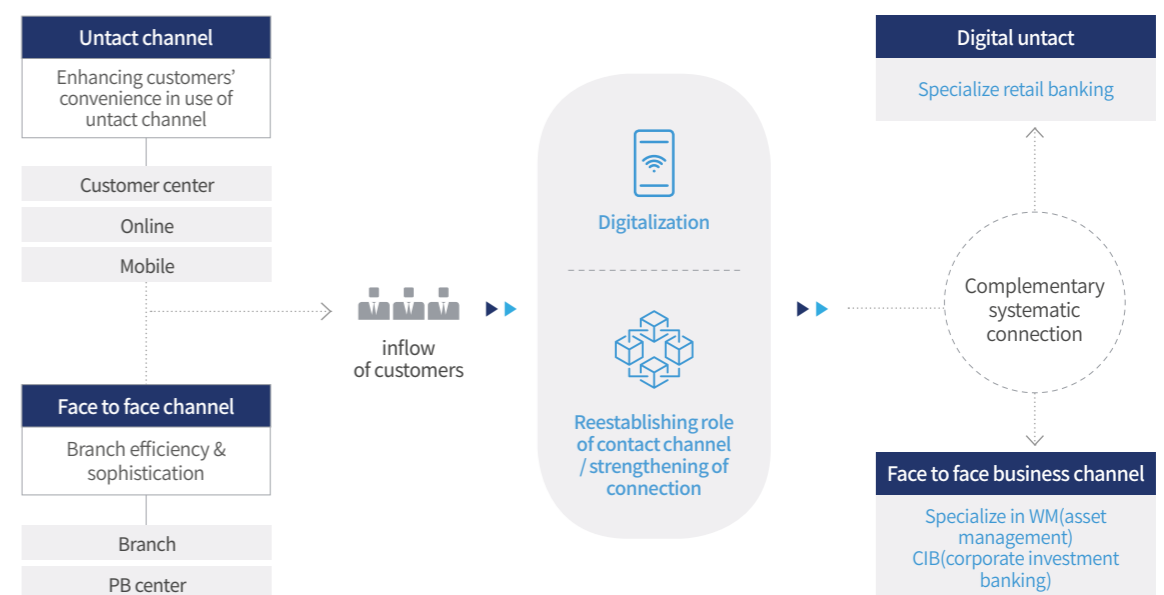 Untact channel
Enhancing customers’
convenience in use of
untact channel
Customer center
Online
Mobile
Face to face channel
Branch efficiency &
sophistication
Branch
PB center
inflow
of customers
Digitalization
Reestablishing role
of contact channel
/ strengthening of
connection
Digital untact
Specialize retail banking
Complementary
systematic
connection
Face to face business channel
Specialize in WM(asset
management)
CIB(corporate investment
banking)